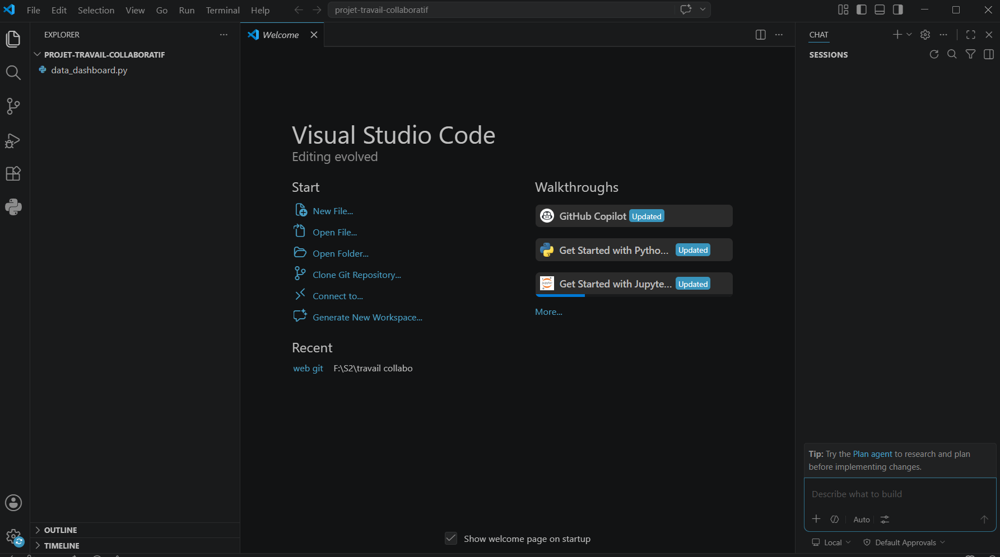 File Edit Selection View Go Run Terminal Help
projet-travail-collaboratif
EXPLORER
PROJET-TRAVAIL-COLLABORATIF
data_dashboard.py
OUTLINE
TIMELINE
Welcome
Visual Studio Code
Editing evolved
Start
New File...
Open File...
Open Folder...
Clone Git Repository...
Connect to...
Generate New Workspace...
Recent
web git F:\S2\travail collabo
Walkthroughs
GitHub Copilot Updated
Get Started with Pytho... Updated
jupyter
Get Started with Jupyte... Updated
More...
Show welcome page on startup
CHAT
SESSIONS
Tip: Try the Plan agent to research and plan
before implementing changes.
Describe what to build
Auto
Local Default Approvals